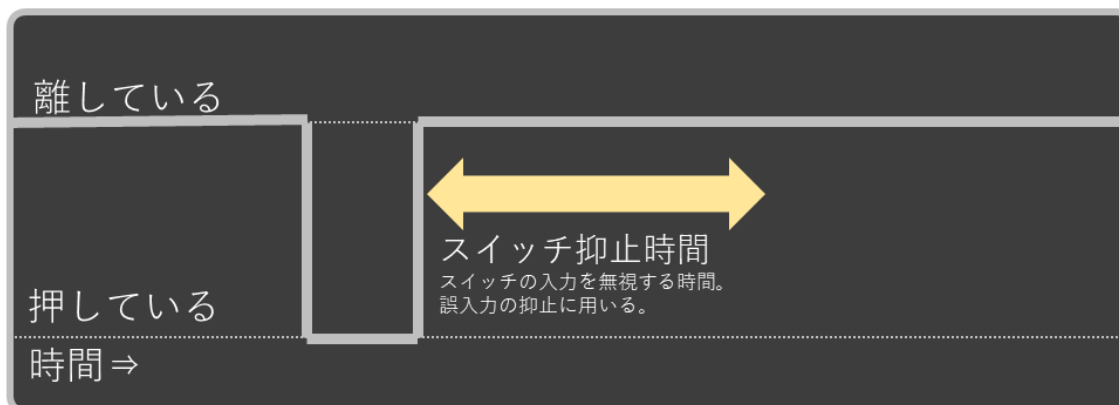 離している
スイッチ抑止時間
スイッチの入力を無視する時間。
誤入力の抑止に用いる。
押している
時間⇒